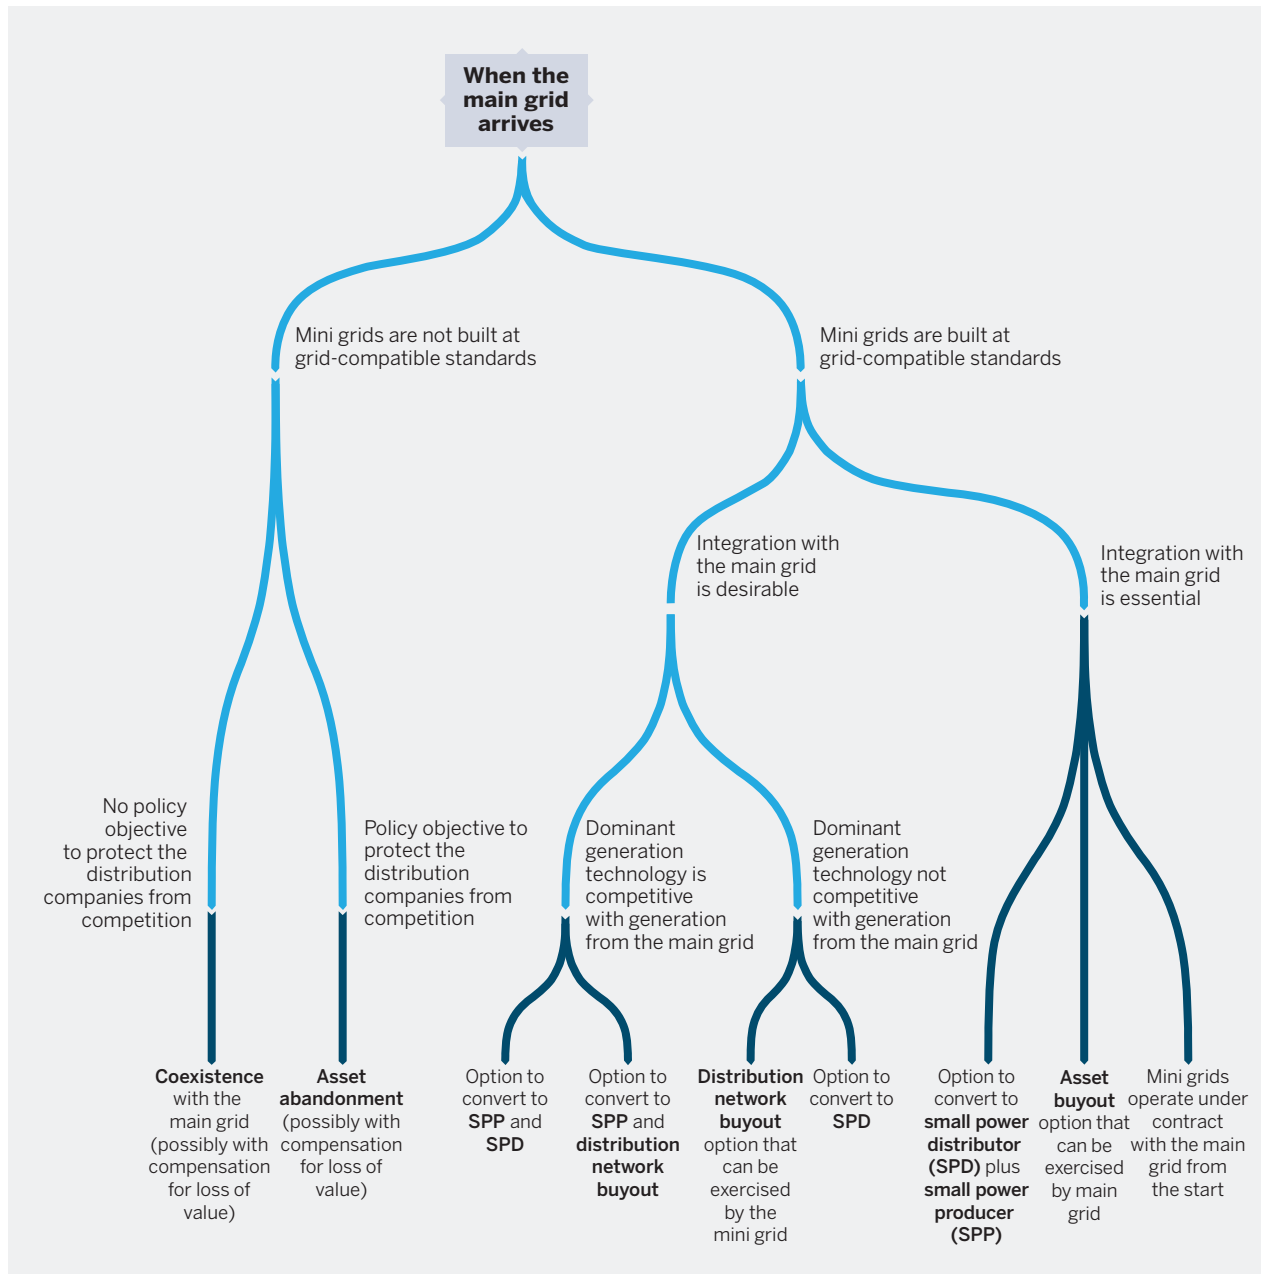 When the
main grid
arrives
Mini grids are not built at
grid-compatible standards
Mini grids are built at
grid-compatible standards
Integration with
the main grid
is desirable
Integration with
the main grid
is essential
No policy
objective
to protect the
distribution
companies from
competition
Policy objective to
protect the
distribution
companies from
competition
Dominant
generation
technology is
competitive
with generation
from the main grid
Dominant
generation
technology not
competitive
with generation
from the main grid
Coexistence
with the
main grid
(possibly with
compensation
for loss of
value)
Asset
abandonment
(possibly with
compensation
for loss of
value)
Option to
convert to
SPP and
SPD
Option to
convert to
SPP and
distribution
network
buyout
Distribution
network
buyout
option that
can be
exercised
by the
mini grid
Option to
convert to
SPD
Option to
convert to
small power
distributor
(SPD) plus
small power
producer
(SPP)
Asset
buyout
option that
can be
exercised
by main
grid
Mini grids
operate under
contract
with the main
grid from
the start